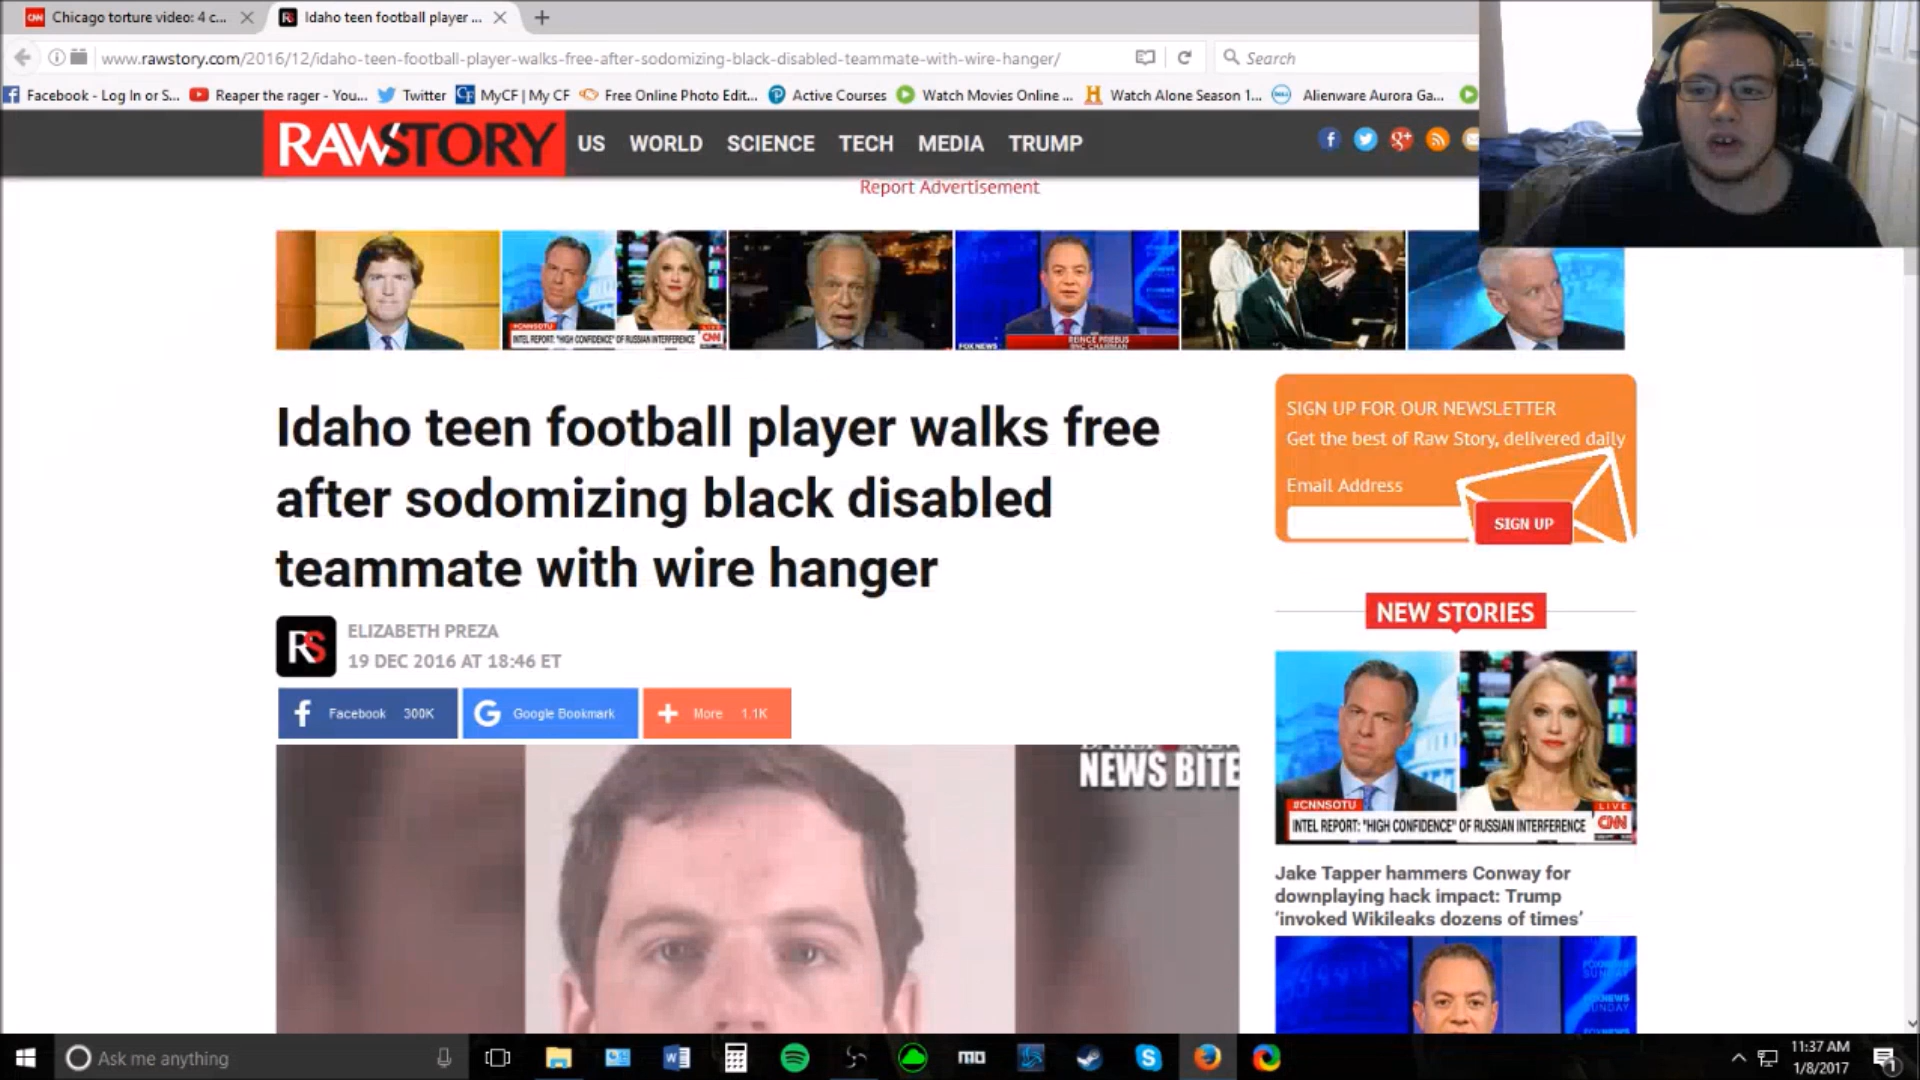 Chicago torture video: 4 c...
Idaho teen football player ...
www.rawstory.com/2016/12/idaho-teen-football-player-walks-free-after-sodomizing-black-disabled-teammate-with-wire-hanger/
Search
Facebook - Log In or S...
Reaper the rager - You...
Twitter
MyCF | My CF
Free Online Photo Edit...
Active Courses
Watch Movies Online ...
Watch Alone Season 1...
Alienware Aurora Ga...
RAWSTORY
US
WORLD
SCIENCE
TECH
MEDIA
TRUMP
Report Advertisement
#CNNSOTU
LIVE
INTEL REPORT: "HIGH CONFIDENCE" OF RUSSIAN INTERFERENCE
CNN
FOX NEWS
REINCE PRIEBUS
RNC CHAIRMAN
Idaho teen football player walks free
after sodomizing black disabled
teammate with wire hanger
RS
ELIZABETH PREZA
19 DEC 2016 AT 18:46 ET
Facebook 300K
Google Bookmark
More 1.1K
NEWS BITE
SIGN UP FOR OUR NEWSLETTER
Get the best of Raw Story, delivered daily
Email Address
SIGN UP
NEW STORIES
#CNNSOTU
LIVE
INTEL REPORT: "HIGH CONFIDENCE" OF RUSSIAN INTERFERENCE
CNN
Jake Tapper hammers Conway for
downplaying hack impact: Trump
‘invoked Wikileaks dozens of times’
Ask me anything
11:37 AM
1/8/2017